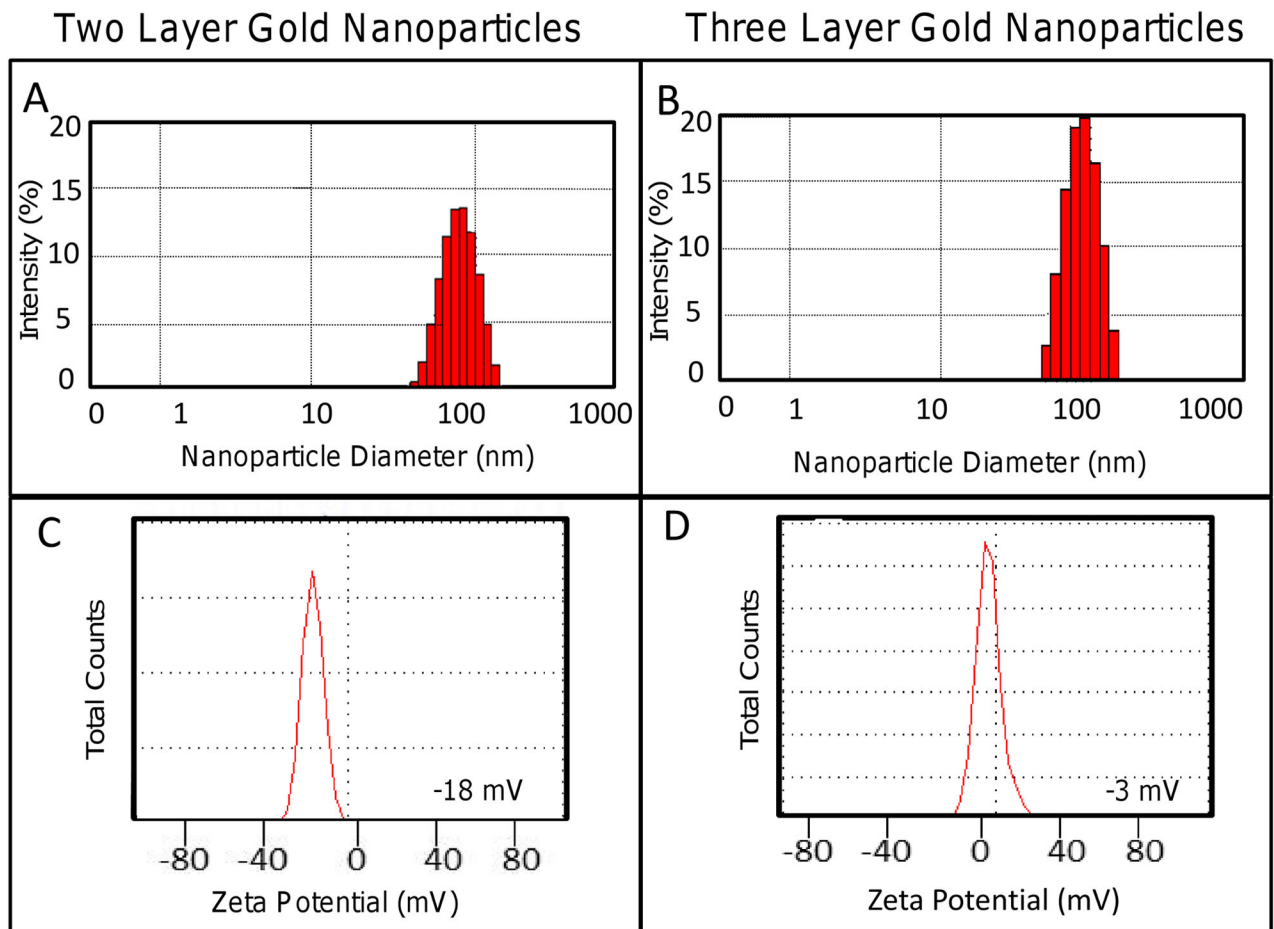 Two Layer Gold Nanoparticles
Three Layer Gold Nanoparticles
A
20
15
10
5
0
Intensity (%)
0 1 10 100 1000
Nanoparticle Diameter (nm)
B
20
15
10
5
0
Intensity (%)
0 1 10 100 1000
Nanoparticle Diameter (nm)
C
Total Counts
-18 mV
-80 -40 0 40 80
Zeta Potential (mV)
D
Total Counts
-3 mV
-80 -40 0 40 80
Zeta Potential (mV)